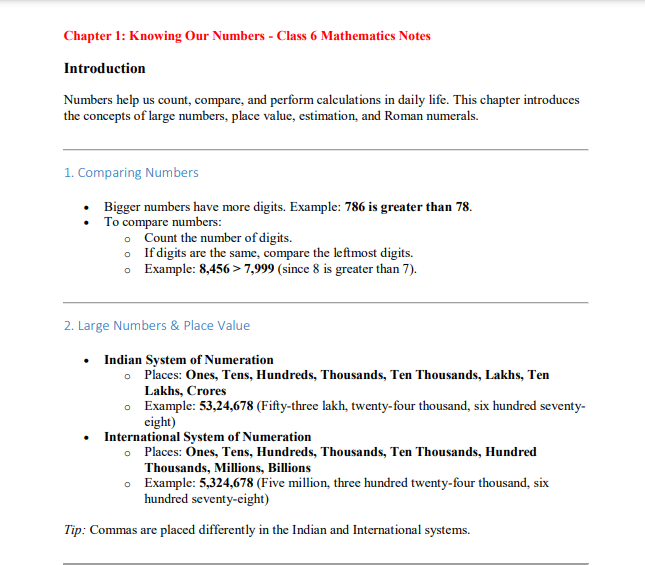 Chapter 1: Knowing Our Numbers - Class 6 Mathematics Notes
Introduction
Numbers help us count, compare, and perform calculations in daily life. This chapter introduces
the concepts of large numbers, place value, estimation, and Roman numerals.
1. Comparing Numbers
• Bigger numbers have more digits. Example: 786 is greater than 78.
• To compare numbers:
o Count the number of digits.
o If digits are the same, compare the leftmost digits.
o Example: 8,456 > 7,999 (since 8 is greater than 7).
2. Large Numbers & Place Value
• Indian System of Numeration
o Places: Ones, Tens, Hundreds, Thousands, Ten Thousands, Lakhs, Ten
Lakhs, Crores
o Example: 53,24,678 (Fifty-three lakh, twenty-four thousand, six hundred seventy-
eight)
• International System of Numeration
o Places: Ones, Tens, Hundreds, Thousands, Ten Thousands, Hundred
Thousands, Millions, Billions
o Example: 5,324,678 (Five million, three hundred twenty-four thousand, six
hundred seventy-eight)
Tip: Commas are placed differently in the Indian and International systems.